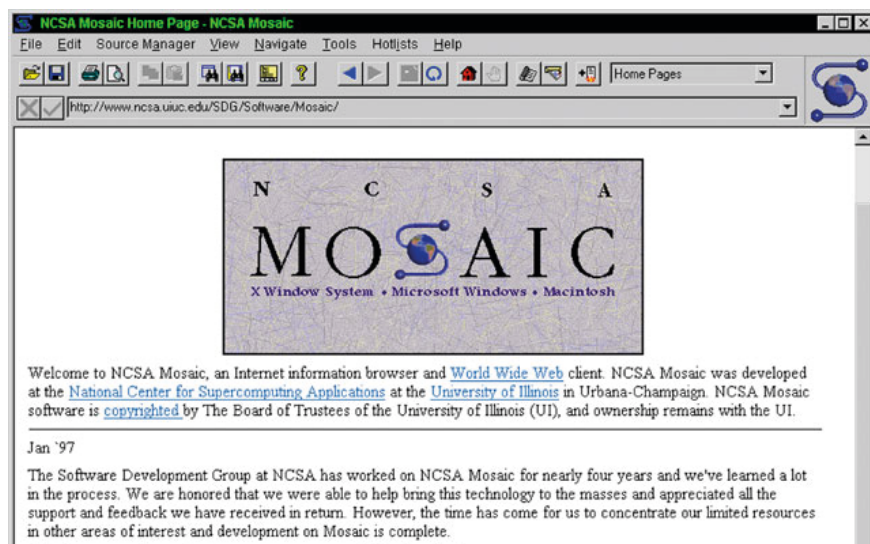 NCSA Mosaic Home Page - NCSA Mosaic
File Edit Source Manager View Navigate Tools Hotlists Help
Home Pages
http://www.ncsa.uiuc.edu/SDG/Software/Mosaic/
N C S A
MOSAIC
X Window System • Microsoft Windows • Macintosh
Welcome to NCSA Mosaic, an Internet information browser and World Wide Web client. NCSA Mosaic was developed
at the National Center for Supercomputing Applications at the University of Illinois in Urbana-Champaign. NCSA Mosaic
software is copyrighted by The Board of Trustees of the University of Illinois (UI), and ownership remains with the UI.
Jan `97
The Software Development Group at NCSA has worked on NCSA Mosaic for nearly four years and we've learned a lot
in the process. We are honored that we were able to help bring this technology to the masses and appreciated all the
support and feedback we have received in return. However, the time has come for us to concentrate our limited resources
in other areas of interest and development on Mosaic is complete.